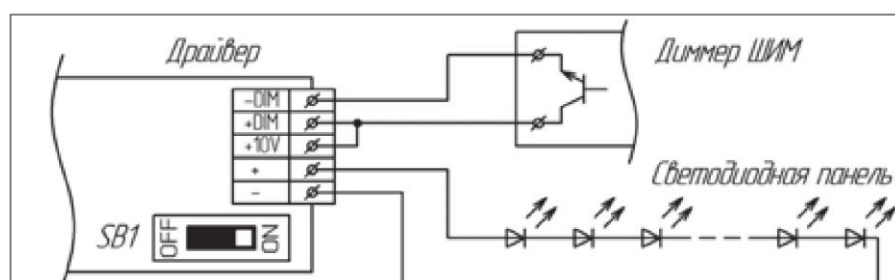 Драйвер
Диммер ШИМ
-DIM
+DIM
+10V
+
-
Светодиодная панель
SB1
OFF
ON